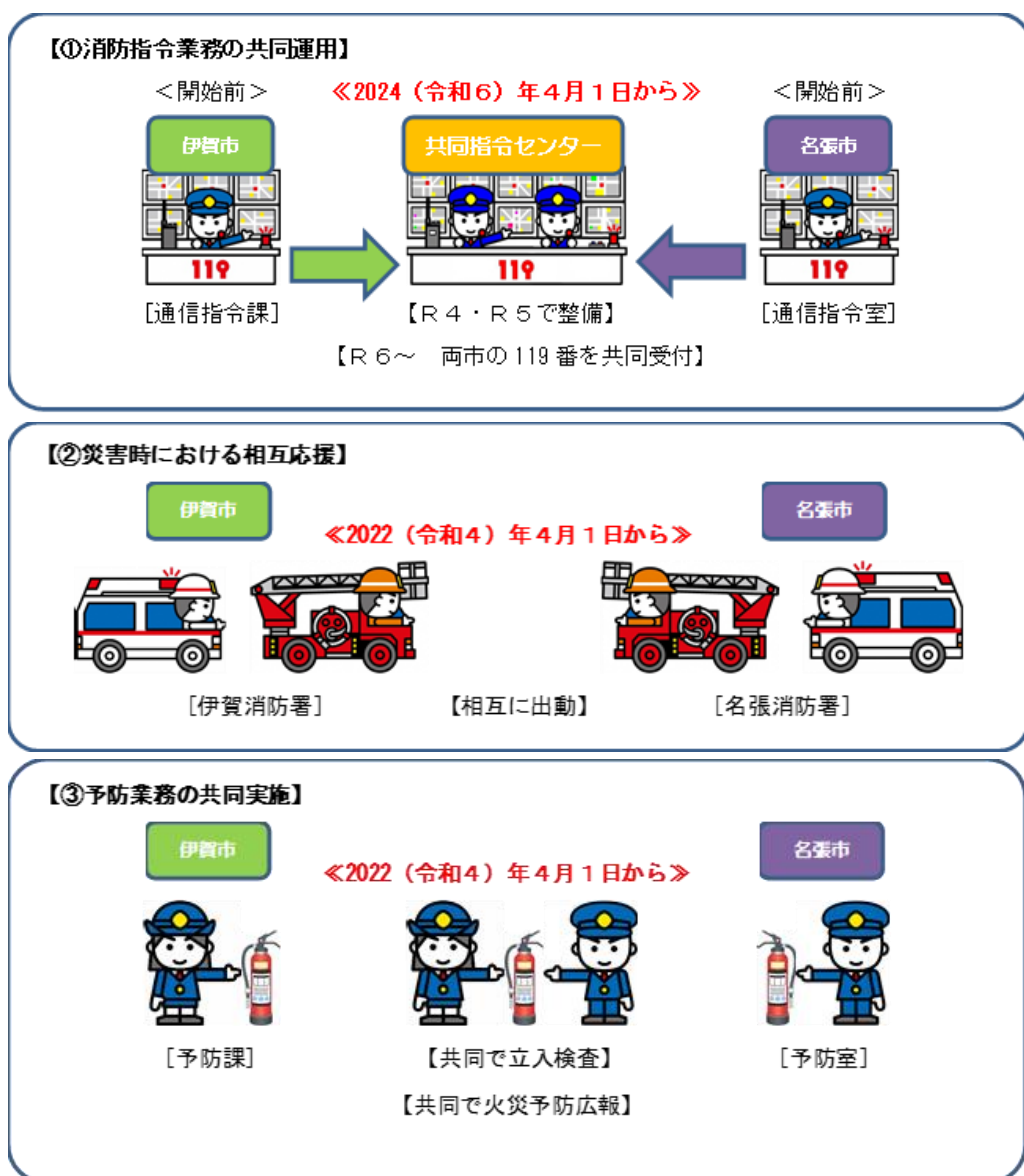 【①消防指令業務の共同運用】
＜開始前＞ ≪2024（令和６）年４月１日から≫ ＜開始前＞
伊賀市 共同指令センター 名張市
119 119 119
［通信指令課］ 【Ｒ４・Ｒ５で整備】 ［通信指令室］
【Ｒ６～　両市の119番を共同受付】
【②災害時における相互応援】
伊賀市 名張市
≪2022（令和４）年４月１日から≫
［伊賀消防署］ 【相互に出動】 ［名張消防署］
【③予防業務の共同実施】
伊賀市 名張市
≪2022（令和４）年４月１日から≫
［予防課］ 【共同で立入検査】 ［予防室］
【共同で火災予防広報】